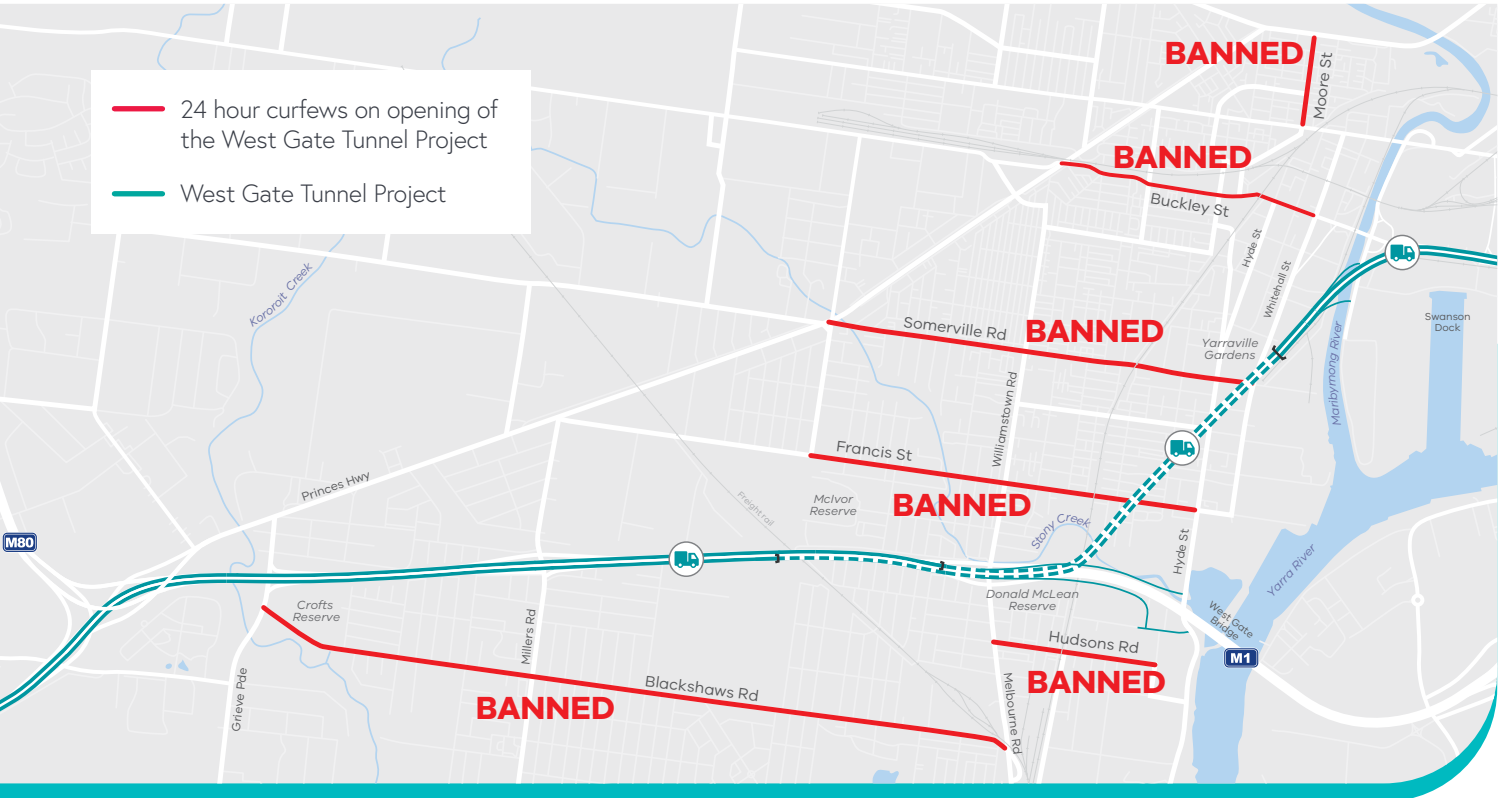 BANNED
Moore St
24 hour curfews on opening of
the West Gate Tunnel Project
West Gate Tunnel Project
BANNED
Buckley St
Hyde St
Whitehall St
Kororoit Creek
Swanson
Dock
Somerville Rd
BANNED
Yarraville
Gardens
Maribyrnong River
Williamstown Rd
Francis St
BANNED
Princes Hwy
McIvor
Reserve
Freight rail
Stony Creek
M80
Hyde St
Yarra River
Donald McLean
Reserve
West Gate
Bridge
Crofts
Reserve
Millers Rd
Hudsons Rd
M1
BANNED
Grieve Pde
Blackshaws Rd
BANNED
Melbourne Rd